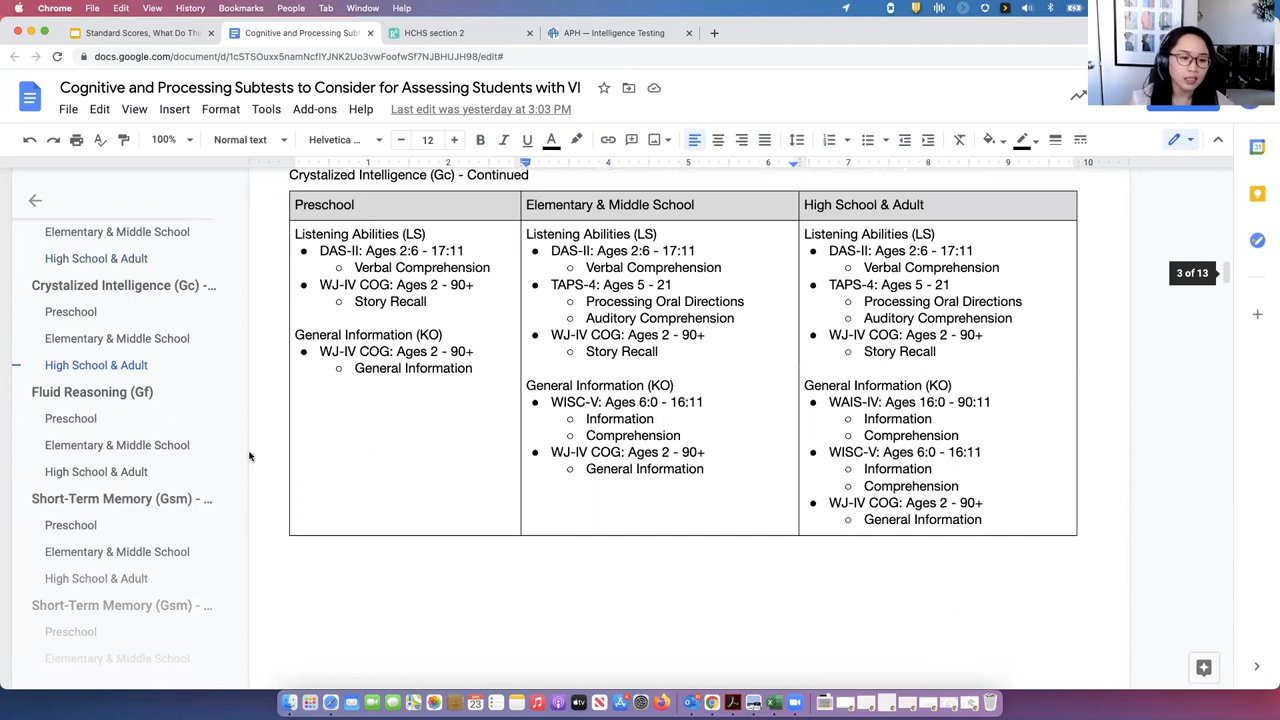 Chrome File Edit View History Bookmarks People Tab Window Help
Standard Scores, What Do The
Cognitive and Processing Subt
HCHS section 2
APH — Intelligence Testing
docs.google.com/document/d/1cSTSOuxx5namNcfIYJNK2Uo3vwFoofwSf7NJBHUJH98/edit#
Cognitive and Processing Subtests to Consider for Assessing Students with VI
File Edit View Insert Format Tools Add-ons Help Last edit was yesterday at 3:03 PM
100% Normal text Helvetica ... 12
1 2 4 5 6 7 8 9 10
Elementary & Middle School
High School & Adult
Crystalized Intelligence (Gc) -...
Preschool
Elementary & Middle School
High School & Adult
Fluid Reasoning (Gf)
Preschool
Elementary & Middle School
High School & Adult
Short-Term Memory (Gsm) - ...
Preschool
Elementary & Middle School
High School & Adult
Short-Term Memory (Gsm) - ...
Preschool
Elementary & Middle School
Crystalized Intelligence (Gc) - Continued
Preschool
Listening Abilities (LS)
DAS-II: Ages 2:6 - 17:11
Verbal Comprehension
WJ-IV COG: Ages 2 - 90+
Story Recall
General Information (KO)
WJ-IV COG: Ages 2 - 90+
General Information
Elementary & Middle School
Listening Abilities (LS)
DAS-II: Ages 2:6 - 17:11
Verbal Comprehension
TAPS-4: Ages 5 - 21
Processing Oral Directions
Auditory Comprehension
WJ-IV COG: Ages 2 - 90+
Story Recall
General Information (KO)
WISC-V: Ages 6:0 - 16:11
Information
Comprehension
WJ-IV COG: Ages 2 - 90+
General Information
High School & Adult
Listening Abilities (LS)
DAS-II: Ages 2:6 - 17:11
Verbal Comprehension
TAPS-4: Ages 5 - 21
Processing Oral Directions
Auditory Comprehension
WJ-IV COG: Ages 2 - 90+
Story Recall
General Information (KO)
WAIS-IV: Ages 16:0 - 90:11
Information
Comprehension
WISC-V: Ages 6:0 - 16:11
Information
Comprehension
WJ-IV COG: Ages 2 - 90+
General Information
3 of 13
23